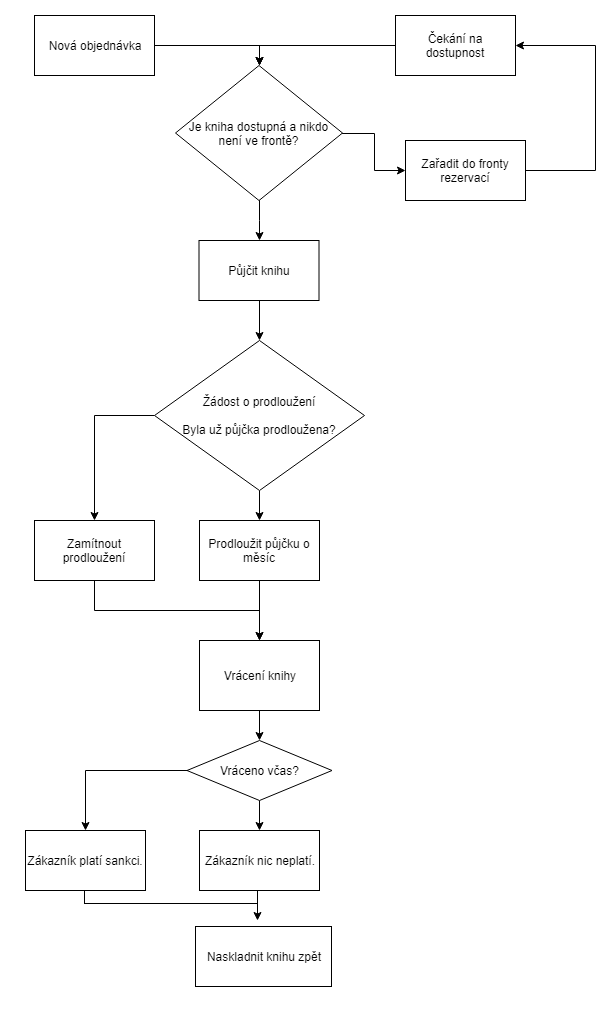 Nová objednávka
Čekání na
dostupnost
Je kniha dostupná a nikdo
není ve frontě?
Zařadit do fronty
rezervací
Půjčit knihu
Žádost o prodloužení
Byla už půjčka prodloužena?
Zamítnout
prodloužení
Prodloužit půjčku o
měsíc
Vrácení knihy
Vráceno včas?
Zákazník platí sankci.
Zákazník nic neplatí.
Naskladnit knihu zpět